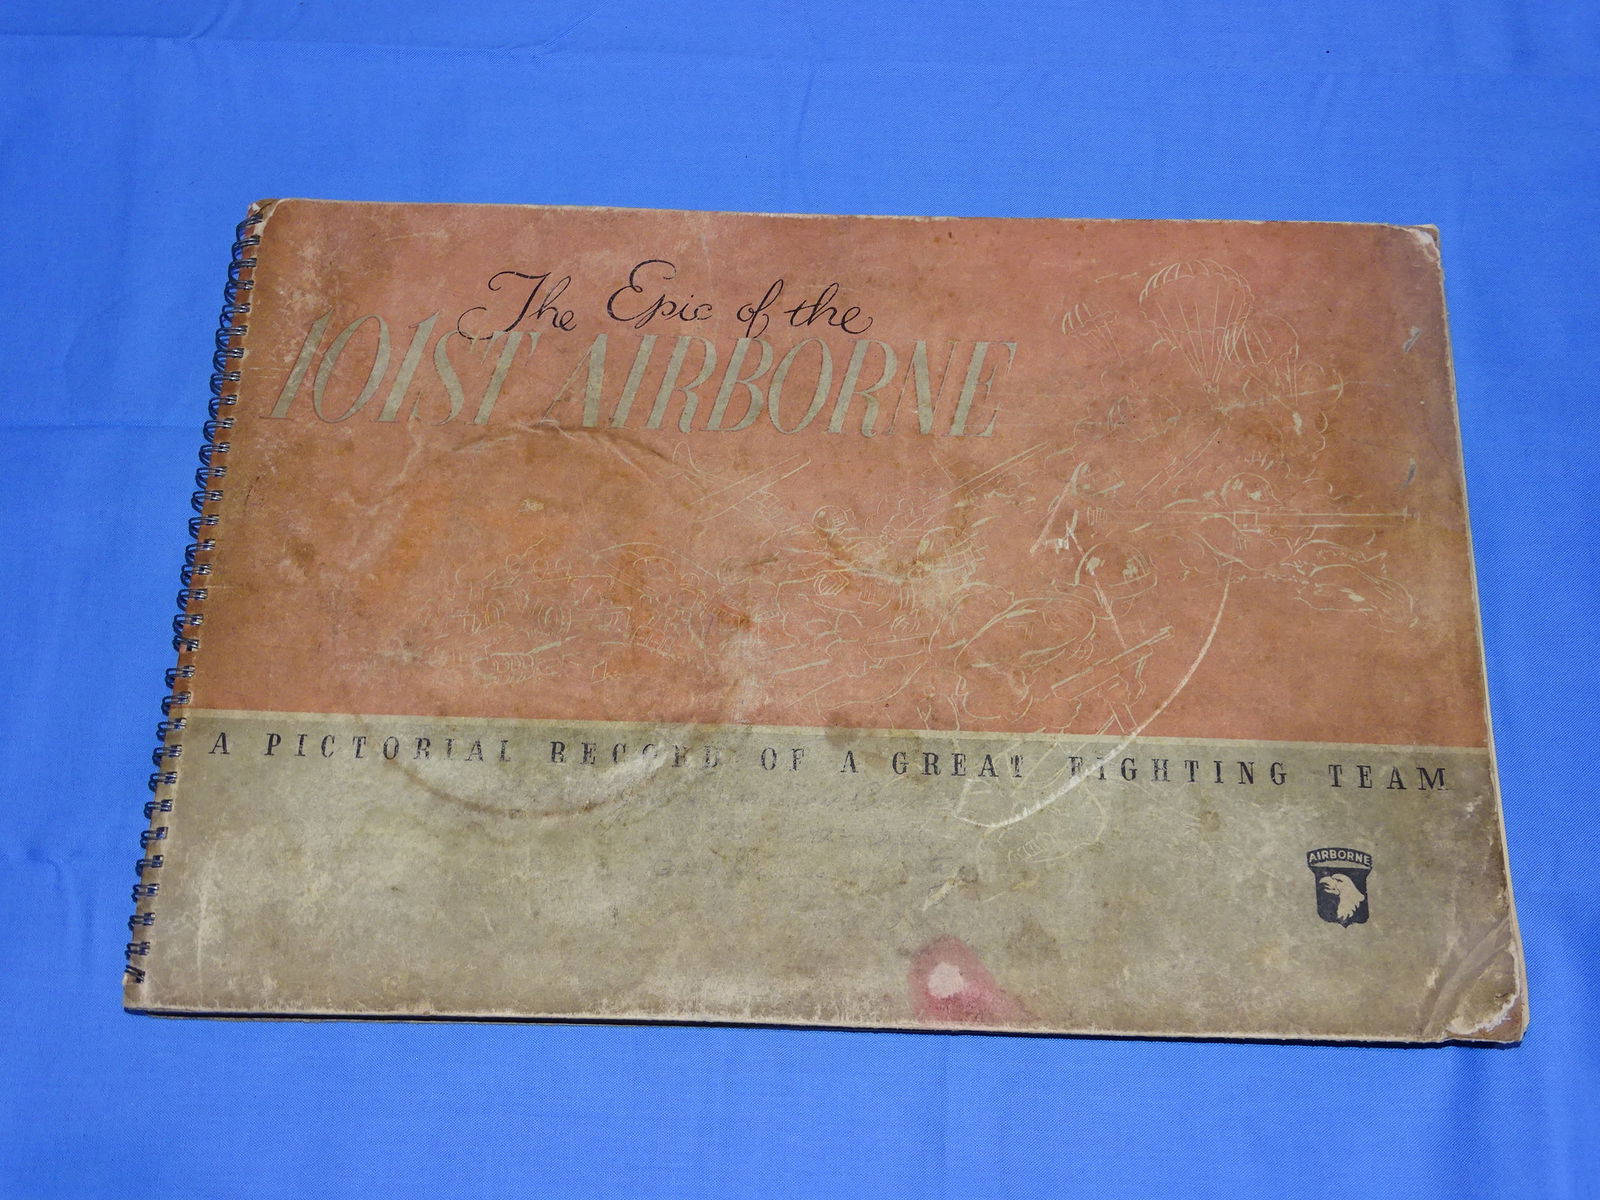 The Epic of the
101ST AIRBORNE
A PICTORIAL RECORD OF A GREAT FIGHTING TEAM
AIRBORNE